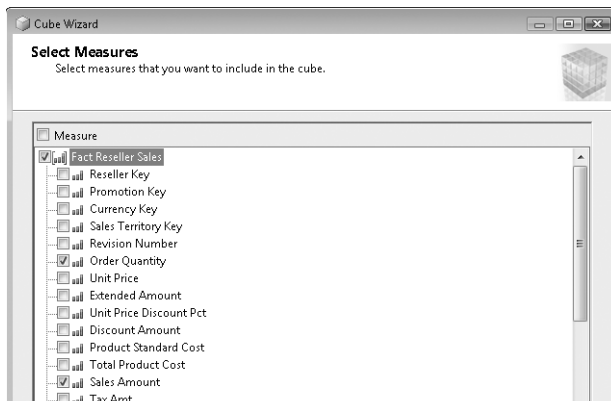 Cube Wizard
Select Measures
Select measures that you want to include in the cube.
Measure
Fact Reseller Sales
Reseller Key
Promotion Key
Currency Key
Sales Territory Key
Revision Number
Order Quantity
Unit Price
Extended Amount
Unit Price Discount Pct
Discount Amount
Product Standard Cost
Total Product Cost
Sales Amount
Tax Amt